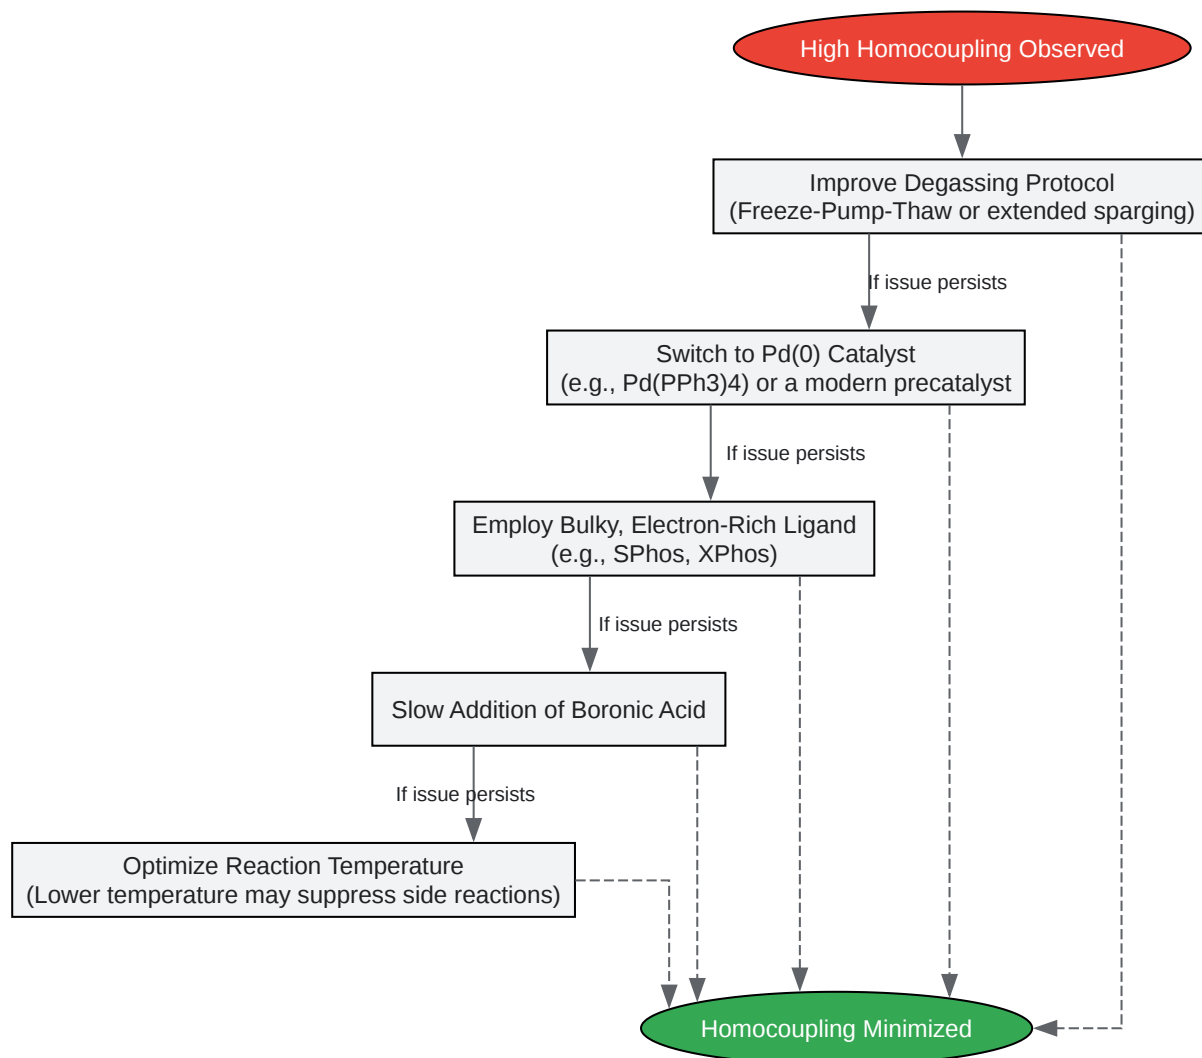 High Homocoupling Observed
Improve Degassing Protocol
(Freeze-Pump-Thaw or extended sparging)
If issue persists
Switch to Pd(0) Catalyst
(e.g., Pd(PPh3)4) or a modern precatalyst
If issue persists
Employ Bulky, Electron-Rich Ligand
(e.g., SPhos, XPhos)
If issue persists
Slow Addition of Boronic Acid
If issue persists
Optimize Reaction Temperature
(Lower temperature may suppress side reactions)
Homocoupling Minimized